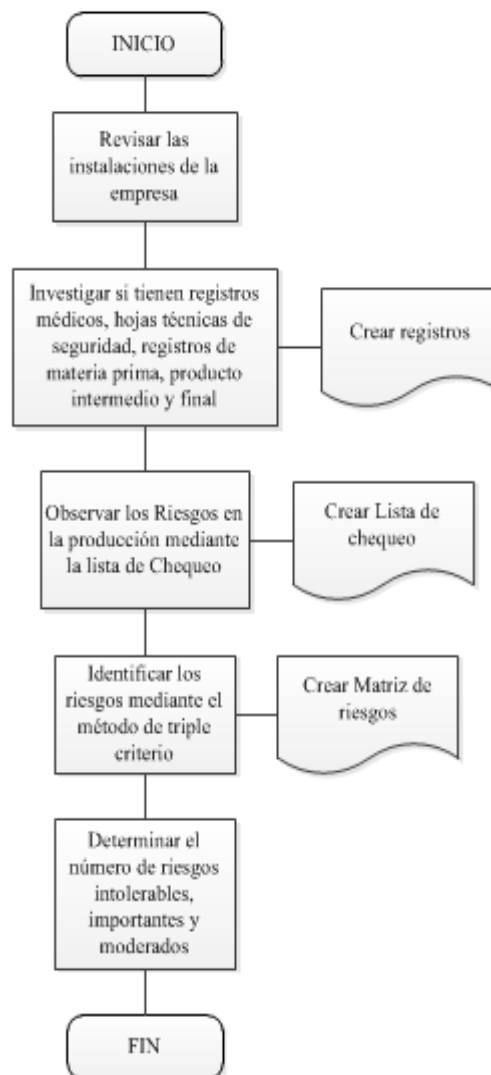 INICIO
Revisar las
instalaciones de la
empresa
Investigar si tienen registros
médicos, hojas técnicas de
seguridad, registros de
materia prima, producto
intermedio y final
Crear registros
Observar los Riesgos en
la producción mediante
la lista de Chequeo
Crear Lista de
chequeo
Identificar los
riesgos mediante el
método de triple
criterio
Crear Matriz de
riesgos
Determinar el
número de riesgos
intolerables,
importantes y
moderados
FIN